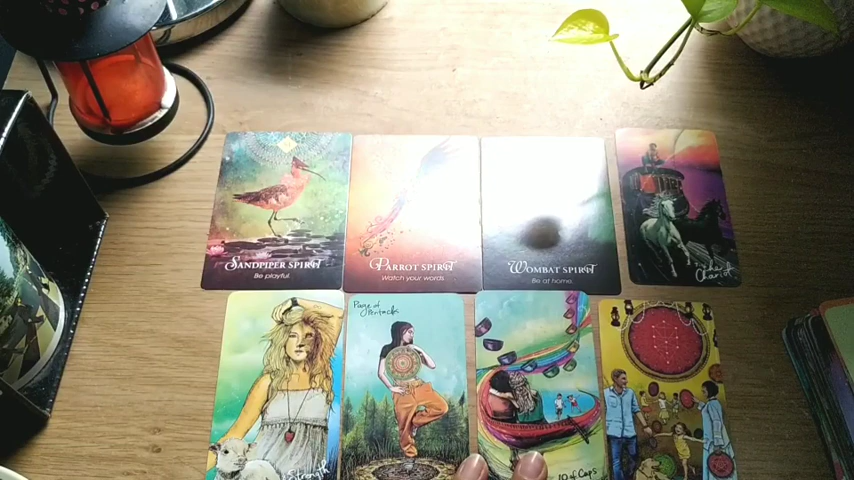 SANDPIPER SPIRIT
Be playful.
PARROT SPIRIT
Watch your words.
WOMBAT SPIRIT
Be at home.
The
Chariot
Strength
Page of
Pentacles
10 of Cups